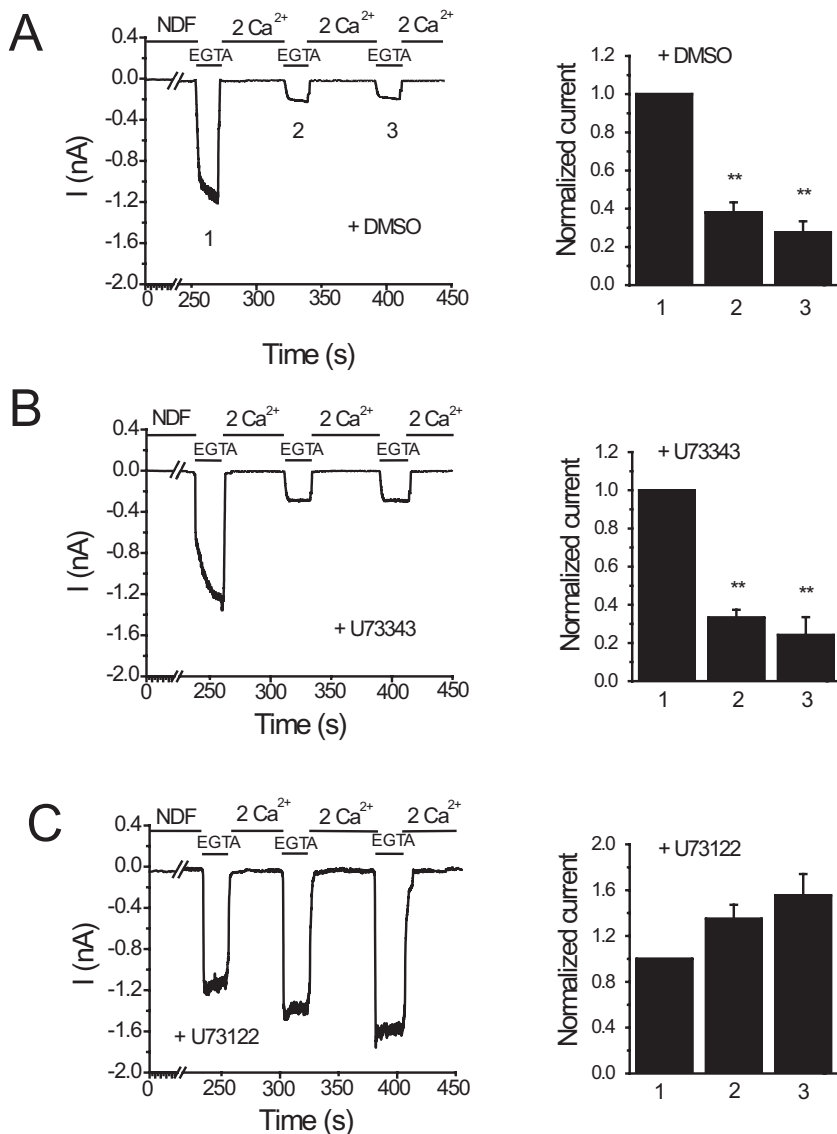 A
NDF 2 Ca²⁺ 2 Ca²⁺ 2 Ca²⁺
EGTA EGTA EGTA
0.4
0.0
-0.4
-0.8
-1.2
-1.6
-2.0
I (nA)
1
2
3
+ DMSO
0 250 300 350 400 450
Time (s)
+ DMSO
1.2
1.0
0.8
0.6
0.4
0.2
0.0
Normalized current
** **
1 2 3
B
NDF 2 Ca²⁺ 2 Ca²⁺ 2 Ca²⁺
EGTA EGTA EGTA
0.4
0.0
-0.4
-0.8
-1.2
-1.6
-2.0
I (nA)
+ U73343
0 250 300 350 400 450
Time (s)
+ U73343
1.2
1.0
0.8
0.6
0.4
0.2
0.0
Normalized current
** **
1 2 3
C
NDF 2 Ca²⁺ 2 Ca²⁺ 2 Ca²⁺
EGTA EGTA EGTA
0.4
0.0
-0.4
-0.8
-1.2
-1.6
-2.0
I (nA)
+ U73122
0 250 300 350 400 450
Time (s)
+ U73122
2.0
1.6
1.2
0.8
0.4
0.0
Normalized current
1 2 3